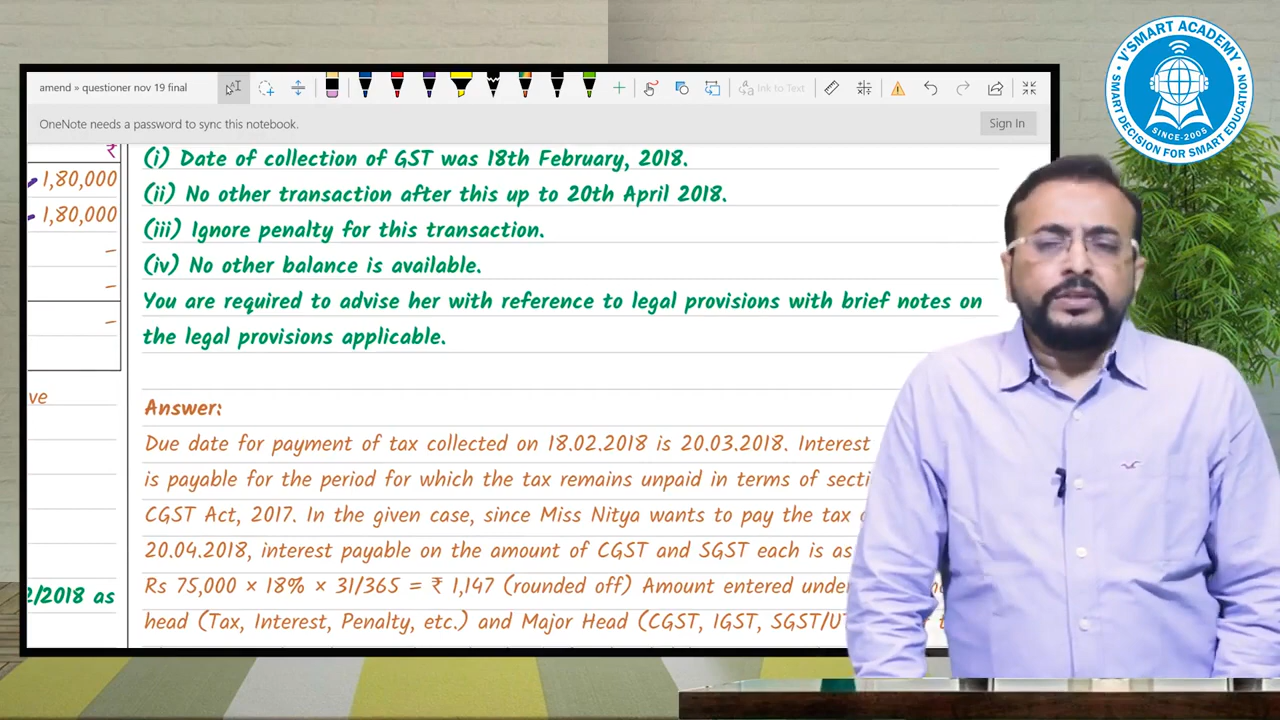 V'SMART ACADEMY
SMART DECISION FOR SMART EDUCATION
SINCE-2005
amend » questioner nov 19 final
Ink to Text
OneNote needs a password to sync this notebook.
Sign In
₹
1,80,000
1,80,000
-
-
-
ve
2/2018 as
(i) Date of collection of GST was 18th February, 2018.
(ii) No other transaction after this up to 20th April 2018.
(iii) Ignore penalty for this transaction.
(iv) No other balance is available.
You are required to advise her with reference to legal provisions with brief notes on
the legal provisions applicable.
Answer:
Due date for payment of tax collected on 18.02.2018 is 20.03.2018. Interest
is payable for the period for which the tax remains unpaid in terms of secti
CGST Act, 2017. In the given case, since Miss Nitya wants to pay the tax
20.04.2018, interest payable on the amount of CGST and SGST each is as
Rs 75,000 × 18% × 31/365 = ₹ 1,147 (rounded off) Amount entered under
head (Tax, Interest, Penalty, etc.) and Major Head (CGST, IGST, SGST/UT